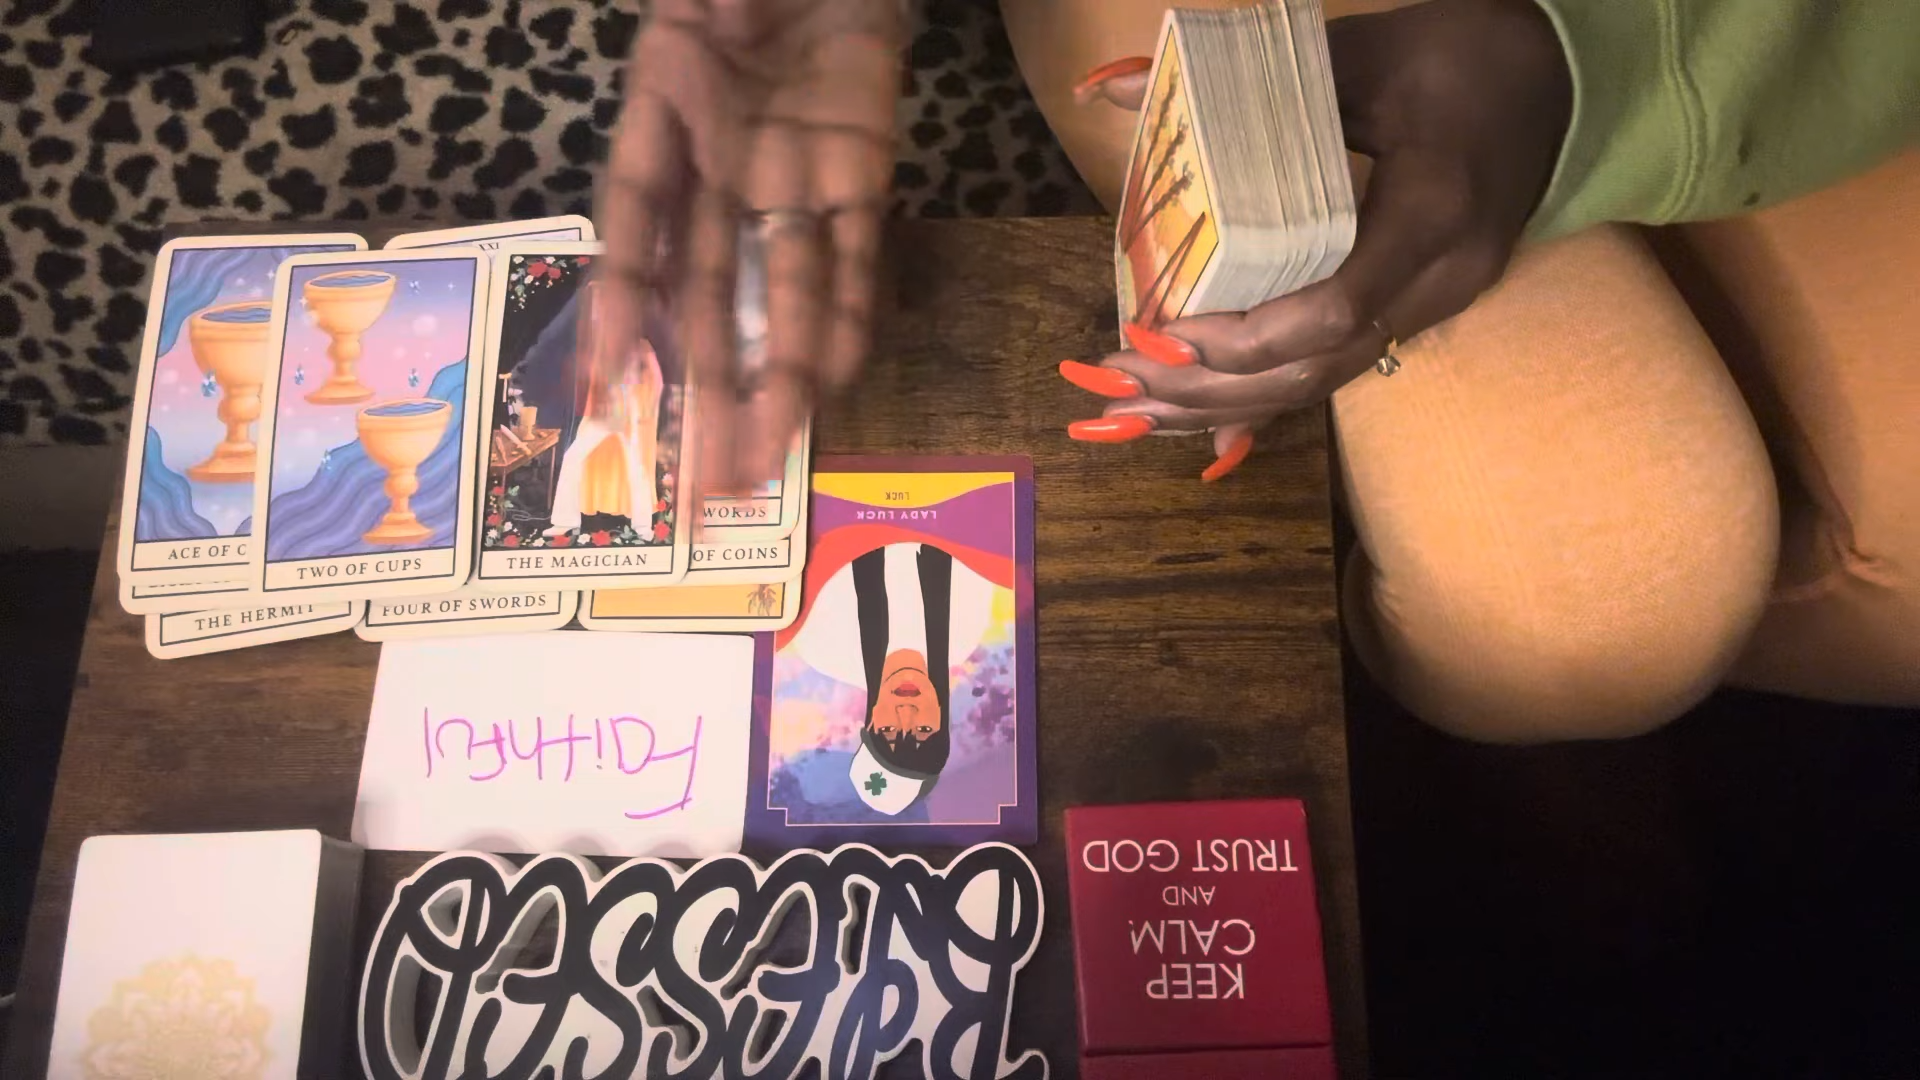 XXI
ACE OF C
TWO OF CUPS
THE MAGICIAN
WORDS
OF COINS
THE HERMIT
FOUR OF SWORDS
LADY LUCK
LUCK
Faithful
Blessed
KEEP
CALM
AND
TRUST GOD